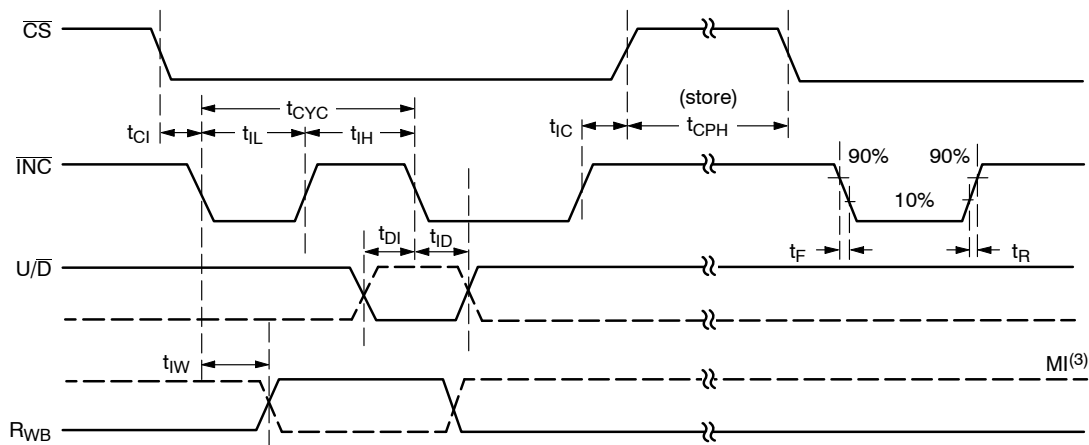 CS
(store)
tCYC
tCI
tIL
tIH
tIC
tCPH
INC
90%
90%
10%
tDI
tID
tF
tR
U/D
tIW
MI(3)
RWB